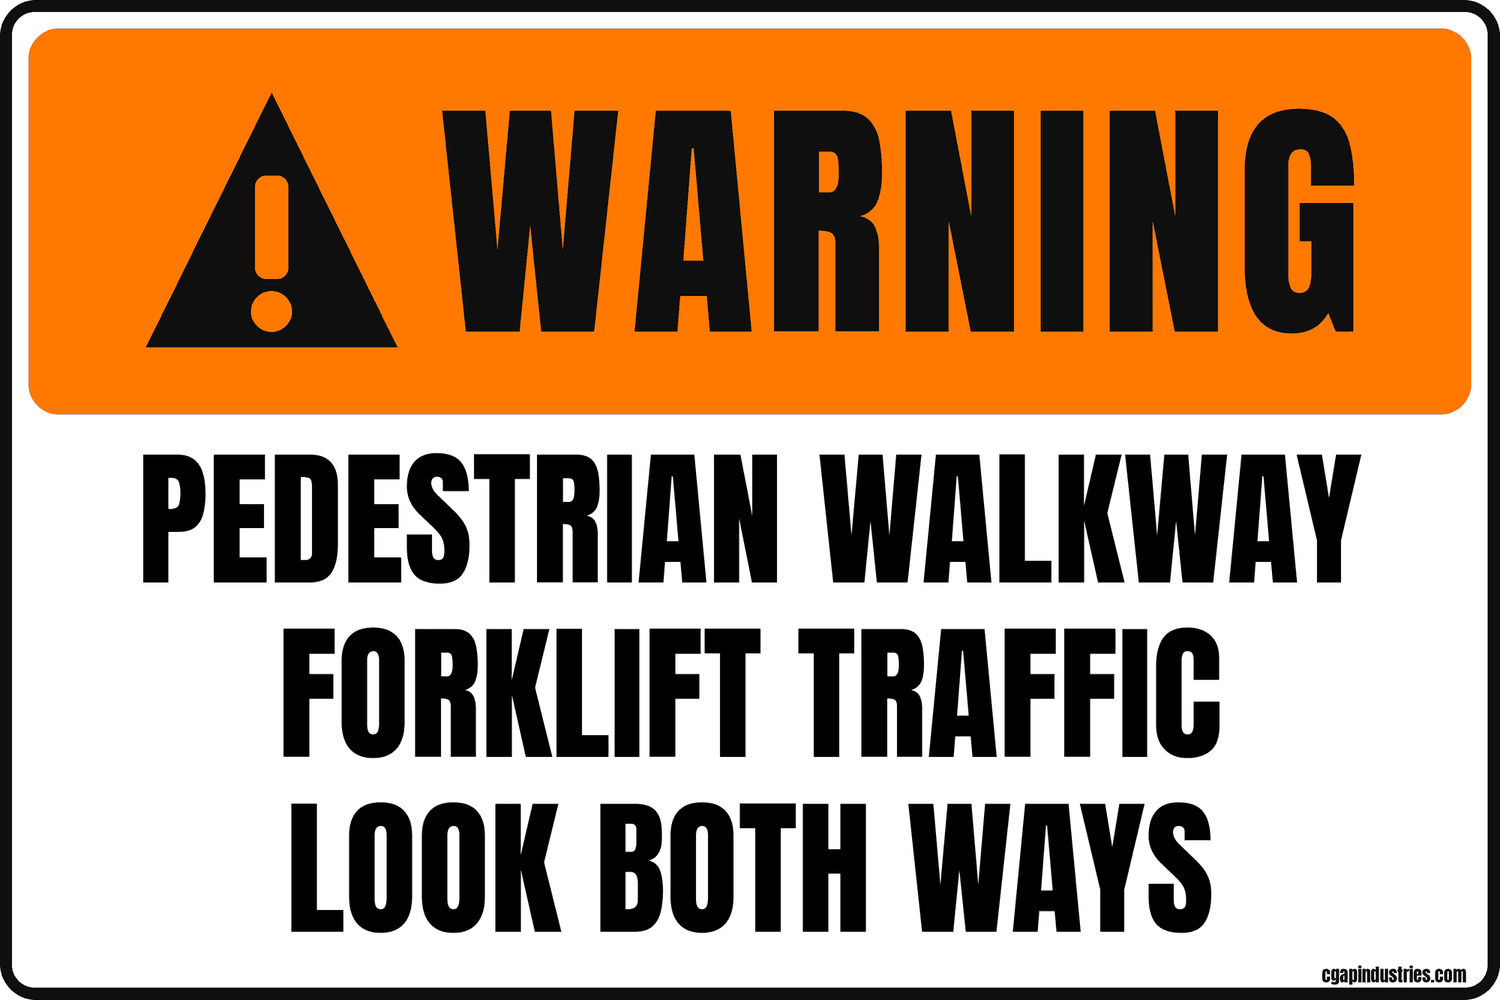 WARNING
PEDESTRIAN WALKWAY
FORKLIFT TRAFFIC
LOOK BOTH WAYS
cgapindustries.com